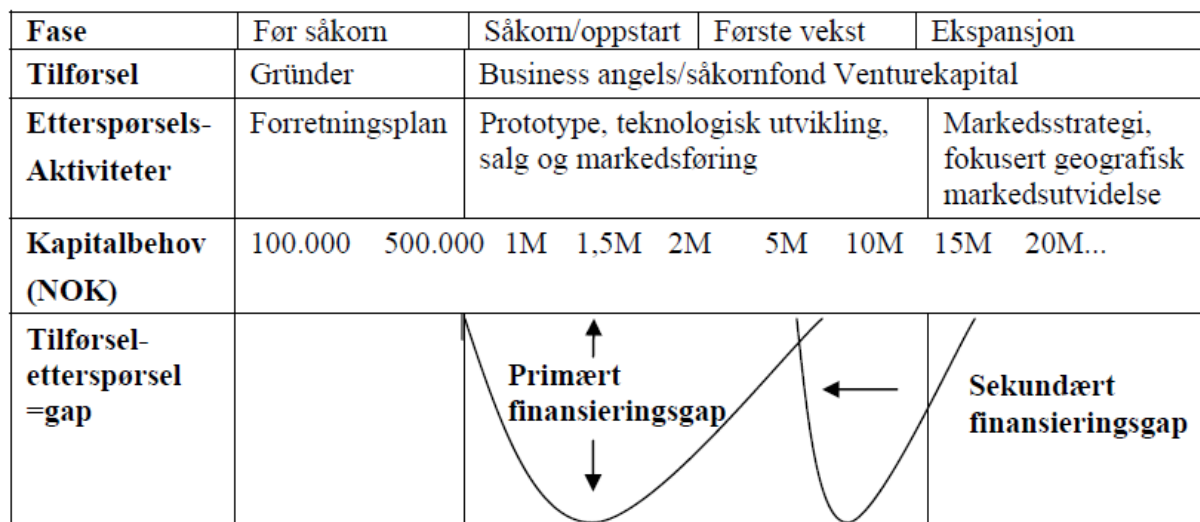 Fase Før såkorn Såkorn/oppstart Første vekst Ekspansjon
Tilførsel Gründer Business angels/såkornfond Venturekapital
Etterspørsels-
Aktiviteter
Forretningsplan
Prototype, teknologisk utvikling,
salg og markedsføring
Markedsstrategi,
fokusert geografisk
markedsutvidelse
Kapitalbehov
(NOK)
100.000 500.000 1M 1,5M 2M 5M 10M 15M 20M...
Tilførsel-
etterspørsel
=gap
Primært
finansieringsgap
Sekundært
finansieringsgap